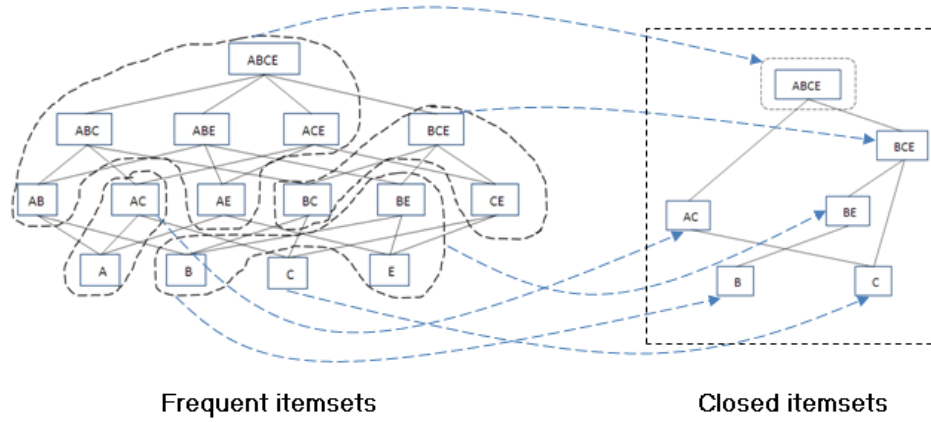 ABCE
ABCE
ABC ABE ACE BCE
BCE
AB AC AE BC BE CE
AC BE
A B C E
B C
Frequent itemsets Closed itemsets